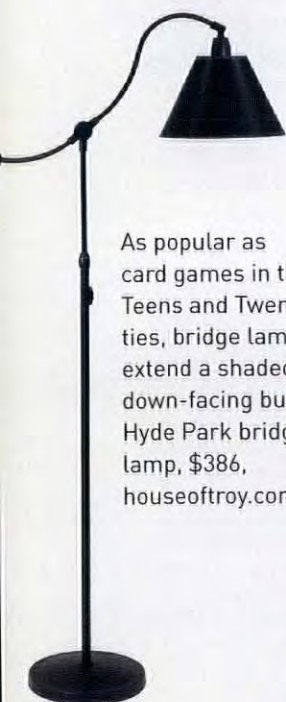 As popular as
card games in t
Teens and Twen
ties, bridge lam
extend a shaded
down-facing bu
Hyde Park bridg
lamp, $386,
houseoftroy.com